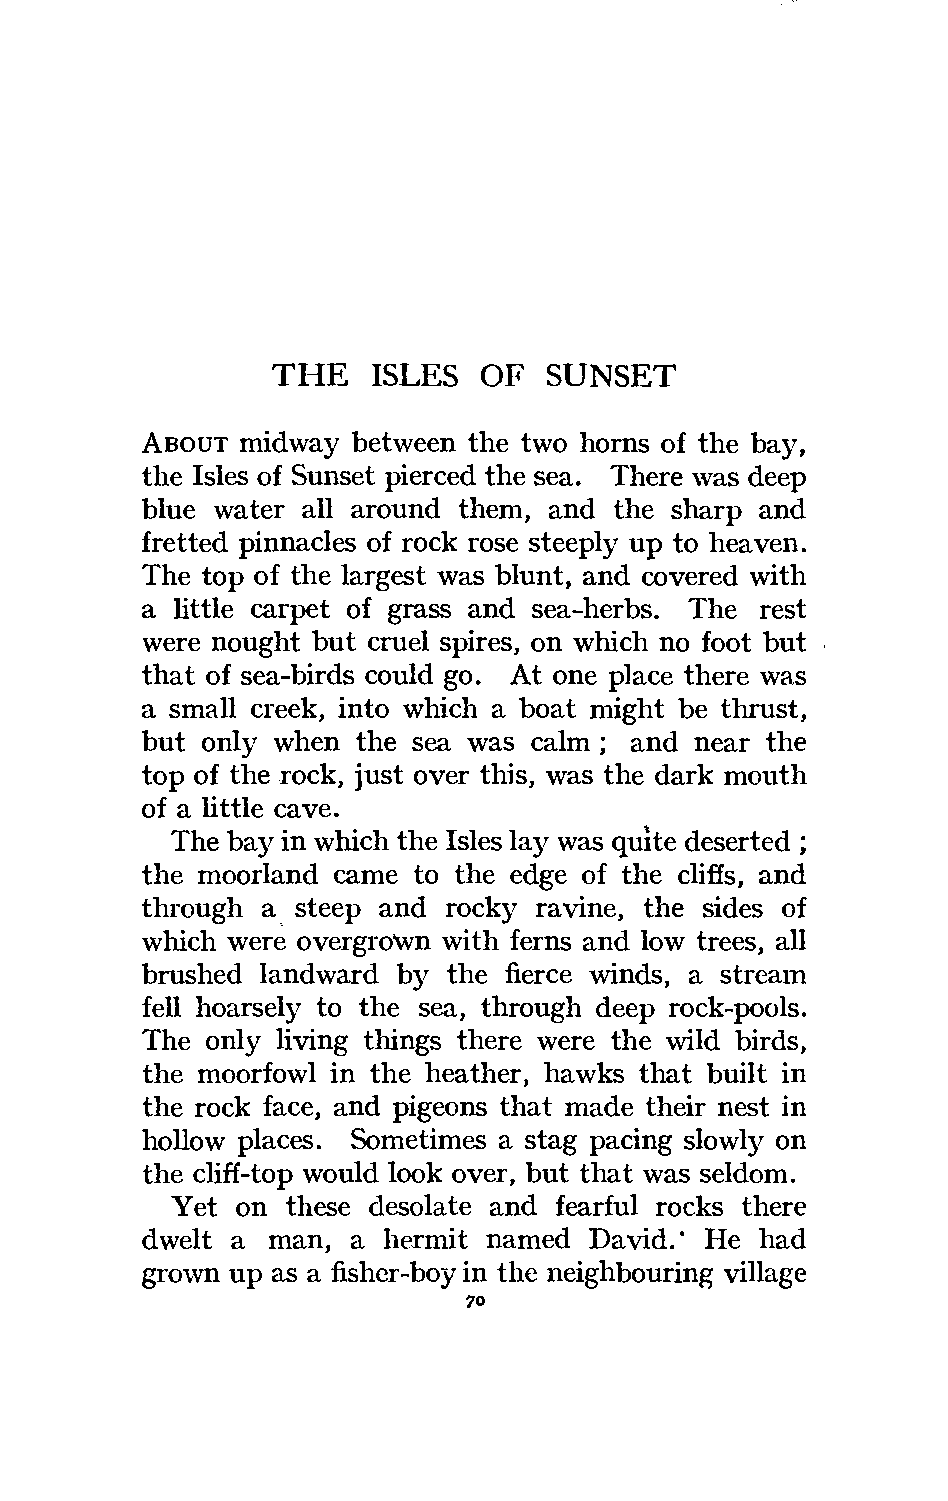 THE ISLES OF SUNSET
ABOUT midway between the two horns of the bay,
the Isles of Sunset pierced the sea. There was deep
blue water all around them, and the sharp and
fretted pinnacles of rock rose steeply up to heaven.
The top of the largest was blunt, and covered with
a little carpet of grass and sea-herbs. The rest
were nought but cruel spires, on which no foot but
that of sea-birds could go. At one place there was
a small creek, into which a boat might be thrust,
but only when the sea was calm ; and near the
top of the rock, just over this, was the dark mouth
of a little cave.
The bay in which the Isles lay was quite deserted ;
the moorland came to the edge of the cliffs, and
through a steep and rocky ravine, the sides of
which were overgrown with ferns and low trees, all
brushed landward by the fierce winds, a stream
fell hoarsely to the sea, through deep rock-pools.
The only living things there were the wild birds,
the moorfowl in the heather, hawks that built in
the rock face, and pigeons that made their nest in
hollow places. Sometimes a stag pacing slowly on
the cliff-top would look over, but that was seldom.
Yet on these desolate and fearful rocks there
dwelt a man, a hermit named David. He had
grown up as a fisher-boy in the neighbouring village
70